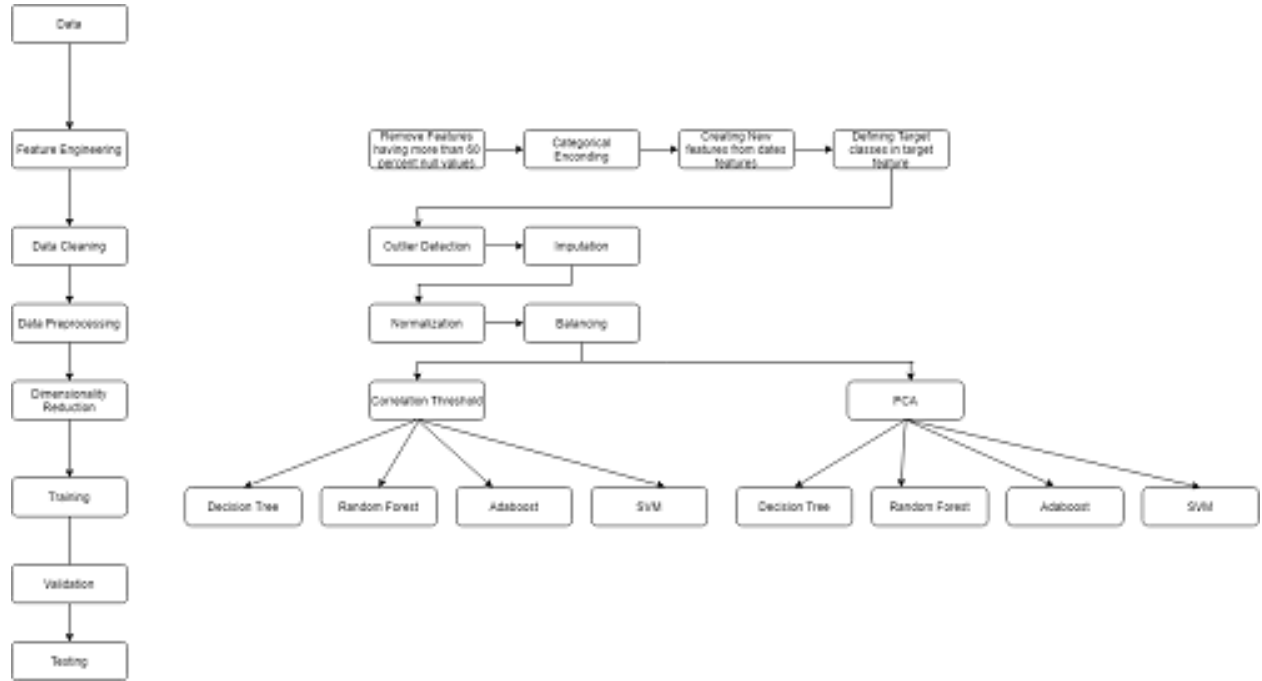 Data
Feature Engineering
Remove Features
having more than 60
percent null values
Categorical
Enconding
Creating New
features from dates
features
Defining Target
classes in target
feature
Data Cleaning
Outlier Detection
Imputation
Data Preprocessing
Normalization
Balancing
Dimensionality
Reduction
Correlation Threshold
PCA
Training
Decision Tree
Random Forest
Adaboost
SVM
Decision Tree
Random Forest
Adaboost
SVM
Validation
Testing